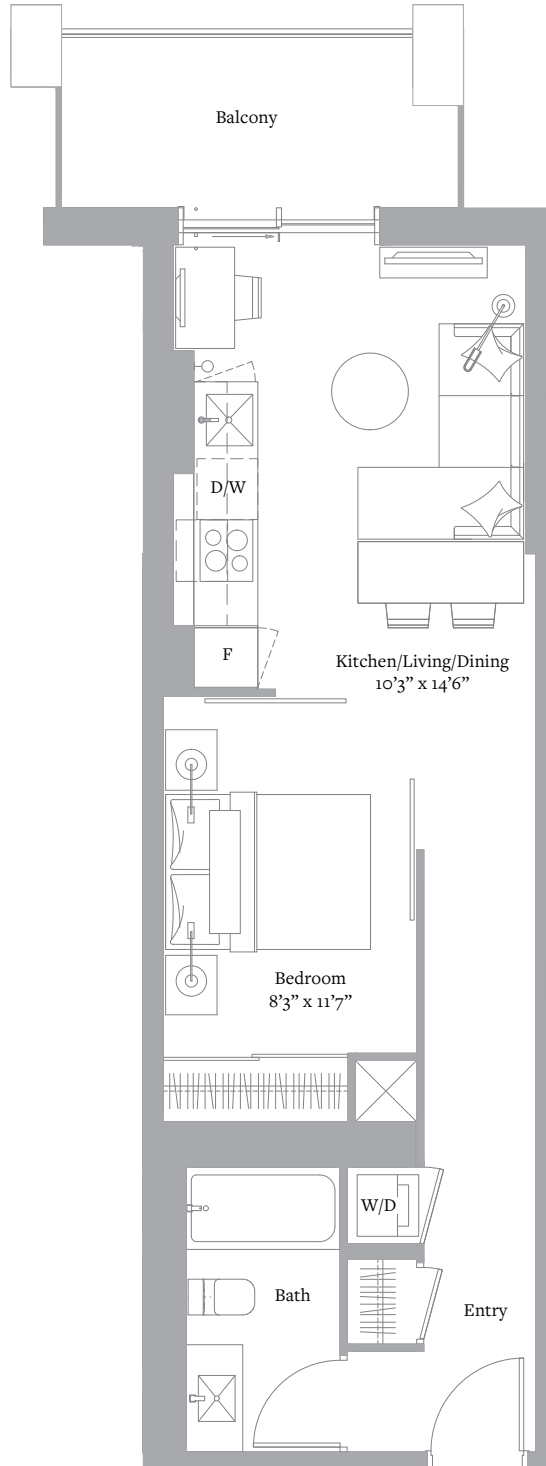 Balcony
D/W
F
Kitchen/Living/Dining
10’3” x 14’6”
Bedroom
8’3” x 11’7”
W/D
Bath
Entry